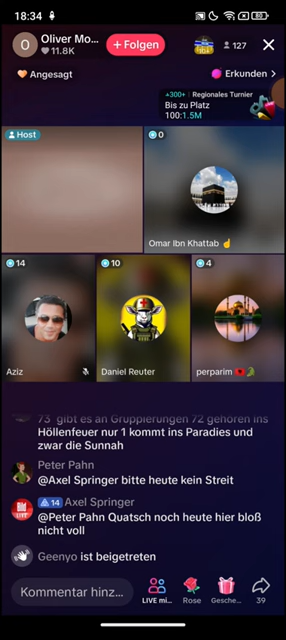 18:34
80
Oliver Mo...
11.8K
+ Folgen
127
Angesagt
Erkunden >
+300+ Regionales Turnier
Bis zu Platz
100:1.5M
Host
0
Omar Ibn Khattab ☝️
14
10
4
Aziz
Daniel Reuter
perparim
73 gibt es an Gruppierungen 72 gehören ins
Höllenfeuer nur 1 kommt ins Paradies und
zwar die Sunnah
Peter Pahn
@Axel Springer bitte heute kein Streit
14 Axel Springer
@Peter Pahn Quatsch noch heute hier bloß
nicht voll
Geenyo ist beigetreten
Kommentar hinz...
LIVE mi...
Rose
Gesche...
39